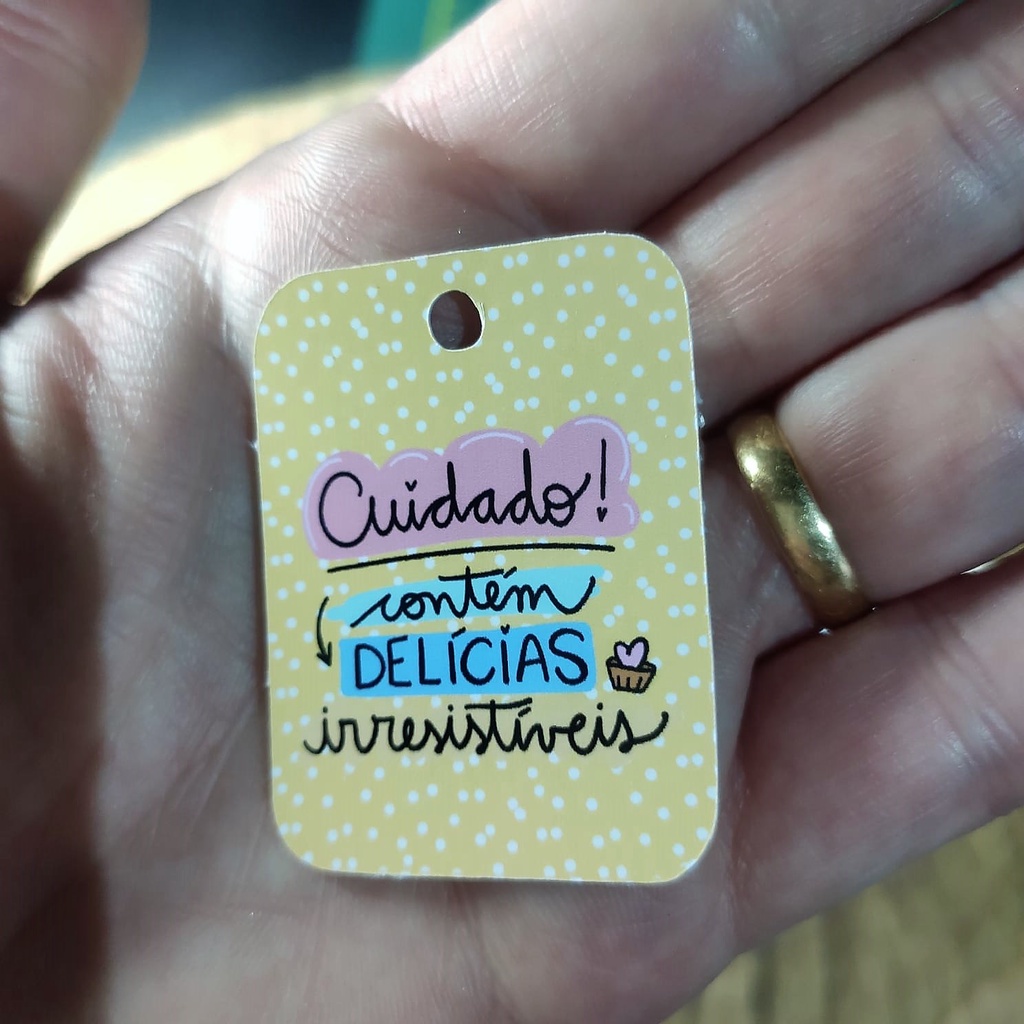 Cuidado!
contém
DELÍCIAS
irresistíveis